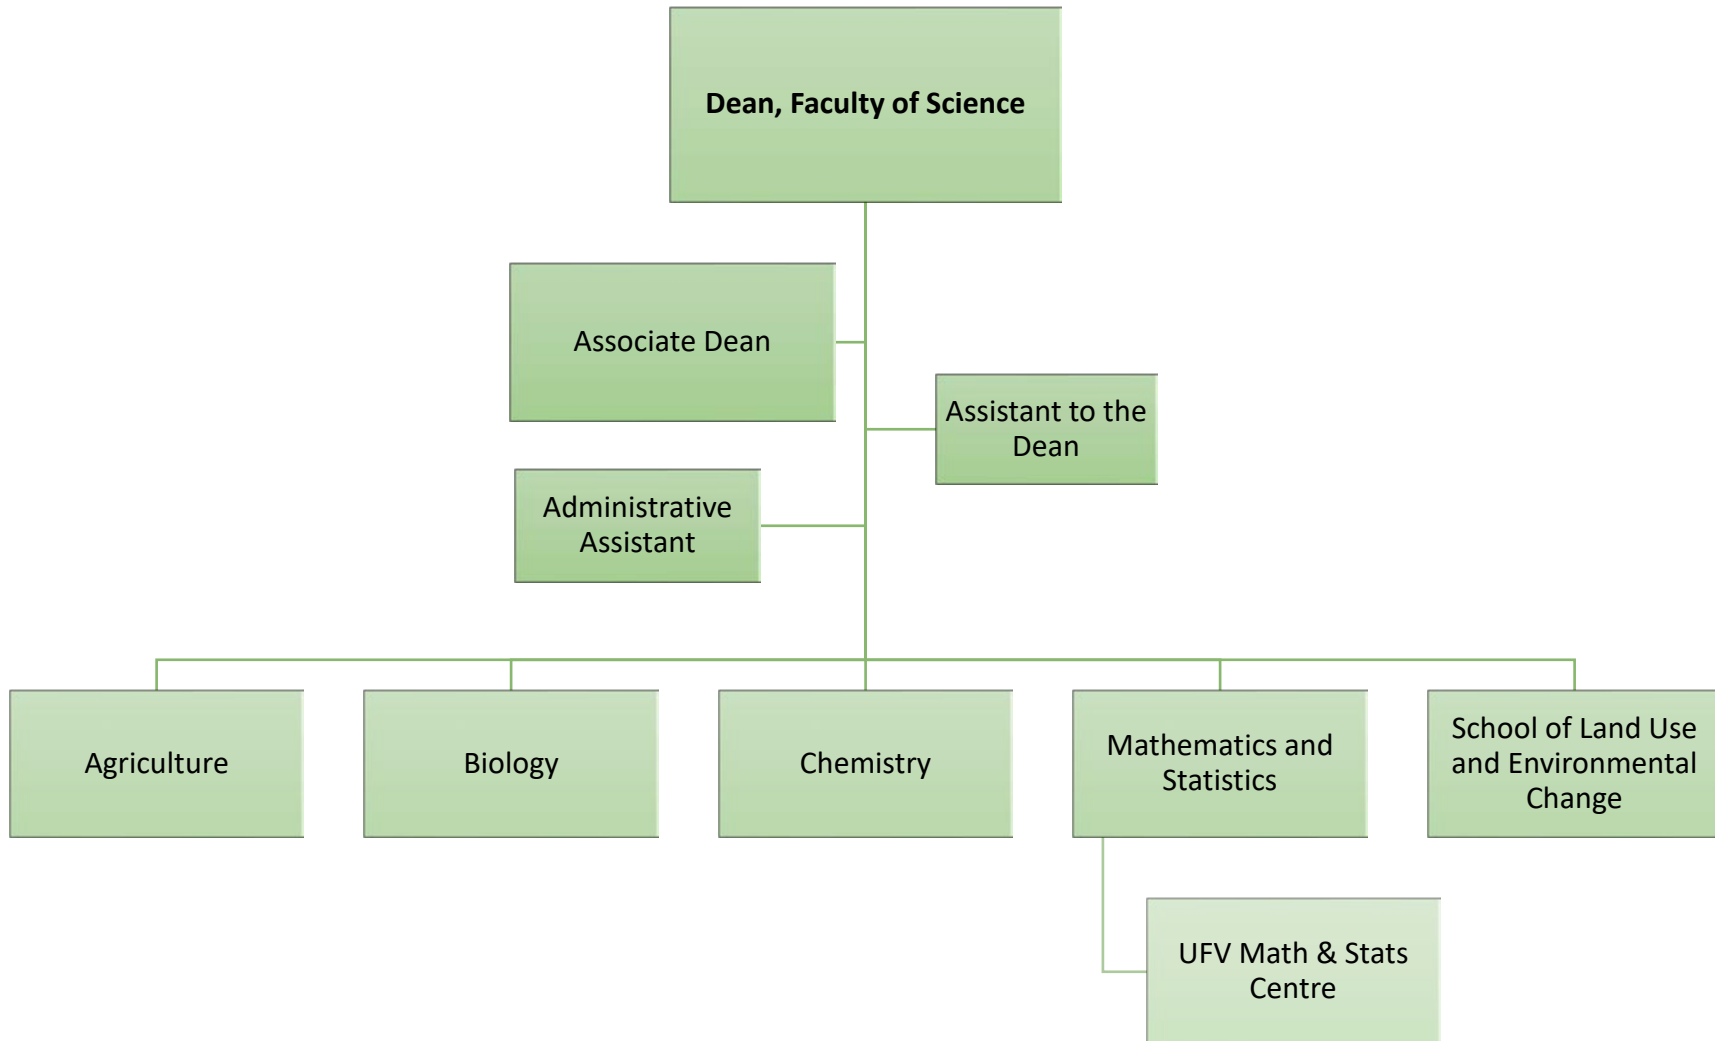 Dean, Faculty of Science
Associate Dean
Assistant to the
Dean
Administrative
Assistant
Agriculture
Biology
Chemistry
Mathematics and
Statistics
School of Land Use
and Environmental
Change
UFV Math & Stats
Centre